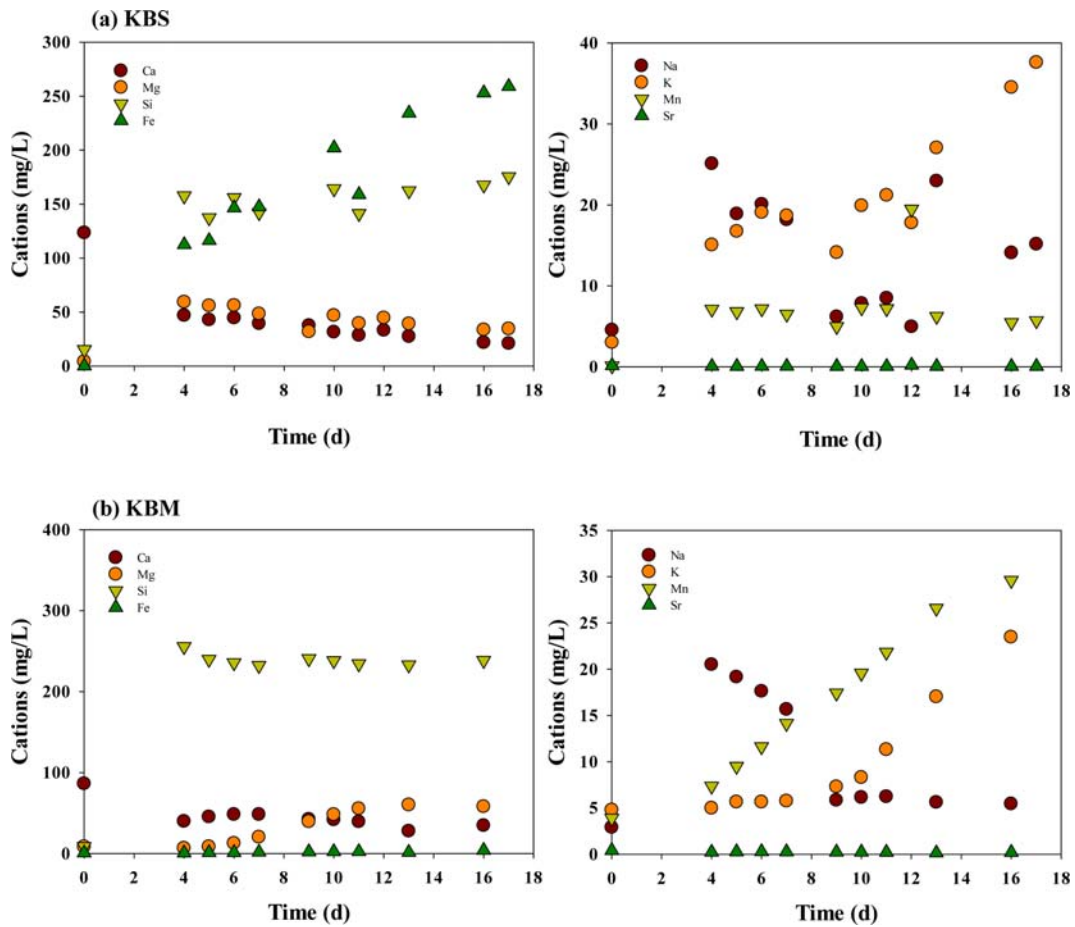 (a) KBS
300
250
200
150
100
50
0
Cations (mg/L)
Ca
Mg
Si
Fe
0 2 4 6 8 10 12 14 16 18
Time (d)
40
30
20
10
0
Cations (mg/L)
Na
K
Mn
Sr
0 2 4 6 8 10 12 14 16 18
Time (d)
(b) KBM
400
300
200
100
0
Cations (mg/L)
Ca
Mg
Si
Fe
0 2 4 6 8 10 12 14 16 18
Time (d)
35
30
25
20
15
10
5
0
Cations (mg/L)
Na
K
Mn
Sr
0 2 4 6 8 10 12 14 16 18
Time (d)